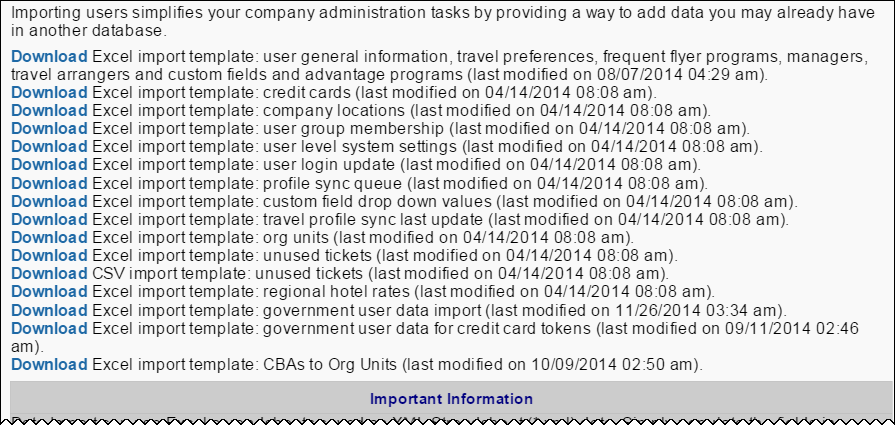 Importing users simplifies your company administration tasks by providing a way to add data you may already have
in another database.
Download Excel import template: user general information, travel preferences, frequent flyer programs, managers,
travel arrangers and custom fields and advantage programs (last modified on 08/07/2014 04:29 am).
Download Excel import template: credit cards (last modified on 04/14/2014 08:08 am).
Download Excel import template: company locations (last modified on 04/14/2014 08:08 am).
Download Excel import template: user group membership (last modified on 04/14/2014 08:08 am).
Download Excel import template: user level system settings (last modified on 04/14/2014 08:08 am).
Download Excel import template: user login update (last modified on 04/14/2014 08:08 am).
Download Excel import template: profile sync queue (last modified on 04/14/2014 08:08 am).
Download Excel import template: custom field drop down values (last modified on 04/14/2014 08:08 am).
Download Excel import template: travel profile sync last update (last modified on 04/14/2014 08:08 am).
Download Excel import template: org units (last modified on 04/14/2014 08:08 am).
Download Excel import template: unused tickets (last modified on 04/14/2014 08:08 am).
Download CSV import template: unused tickets (last modified on 04/14/2014 08:08 am).
Download Excel import template: regional hotel rates (last modified on 04/14/2014 08:08 am).
Download Excel import template: government user data import (last modified on 11/26/2014 03:34 am).
Download Excel import template: government user data for credit card tokens (last modified on 09/11/2014 02:46
am).
Download Excel import template: CBAs to Org Units (last modified on 10/09/2014 02:50 am).
Important Information